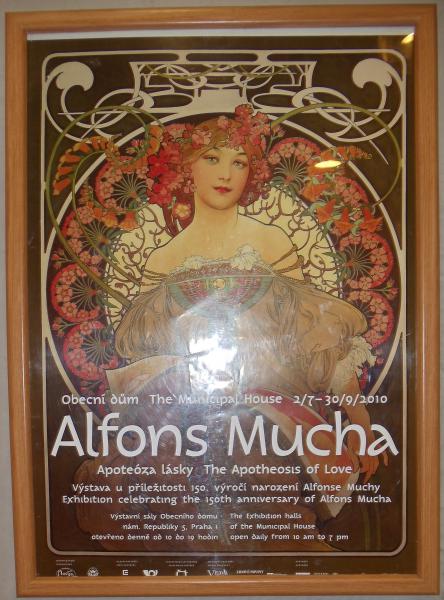 Obecní dům The Municipal House 2/7–30/9/2010
Alfons Mucha
Apoteóza lásky The Apotheosis of Love
Výstava u příležitosti 150. výročí narození Alfonse Muchy
Exhibition celebrating the 150th anniversary of Alfons Mucha
Výstavní sály Obecního domu
nám. Republiky 5, Praha 1
otevřeno denně od 10 do 19 hodin
The Exhibition halls
of the Municipal House
open daily from 10 am to 7 pm